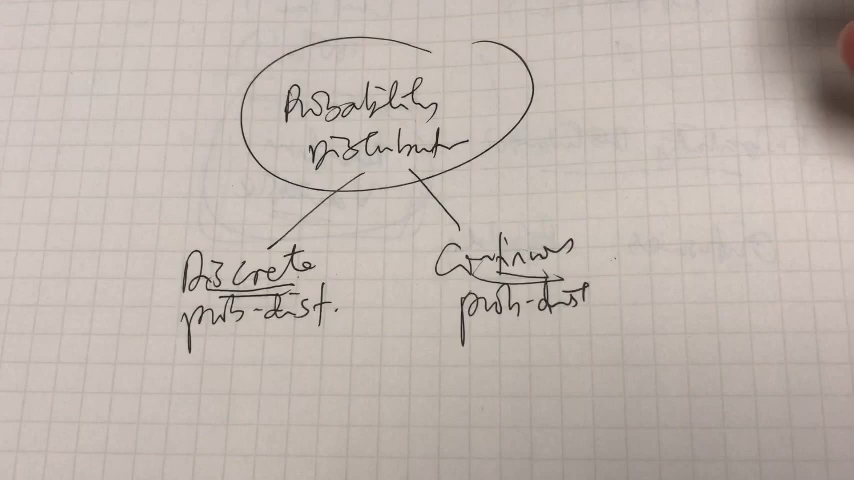 Probability
Distribution
Discrete
prob-dist.
Continuous
prob-dist